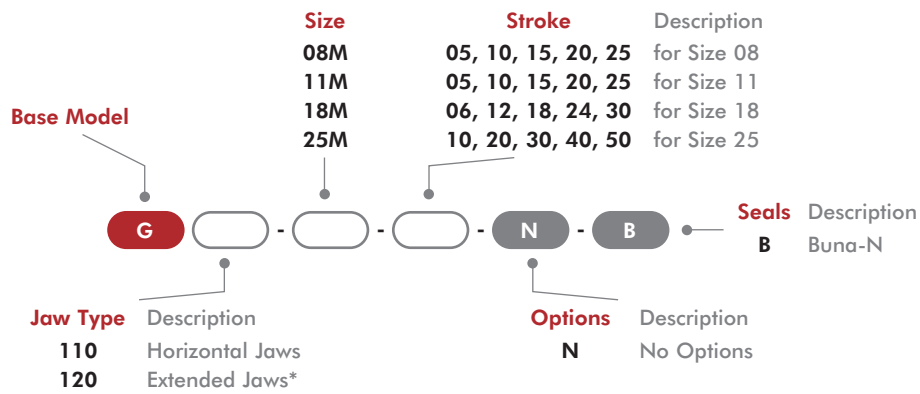 Size Stroke Description
08M 05, 10, 15, 20, 25 for Size 08
11M 05, 10, 15, 20, 25 for Size 11
18M 06, 12, 18, 24, 30 for Size 18
25M 10, 20, 30, 40, 50 for Size 25
Base Model
G - - - N - B
Seals Description
B Buna-N
Jaw Type Description
110 Horizontal Jaws
120 Extended Jaws*
Options Description
N No Options